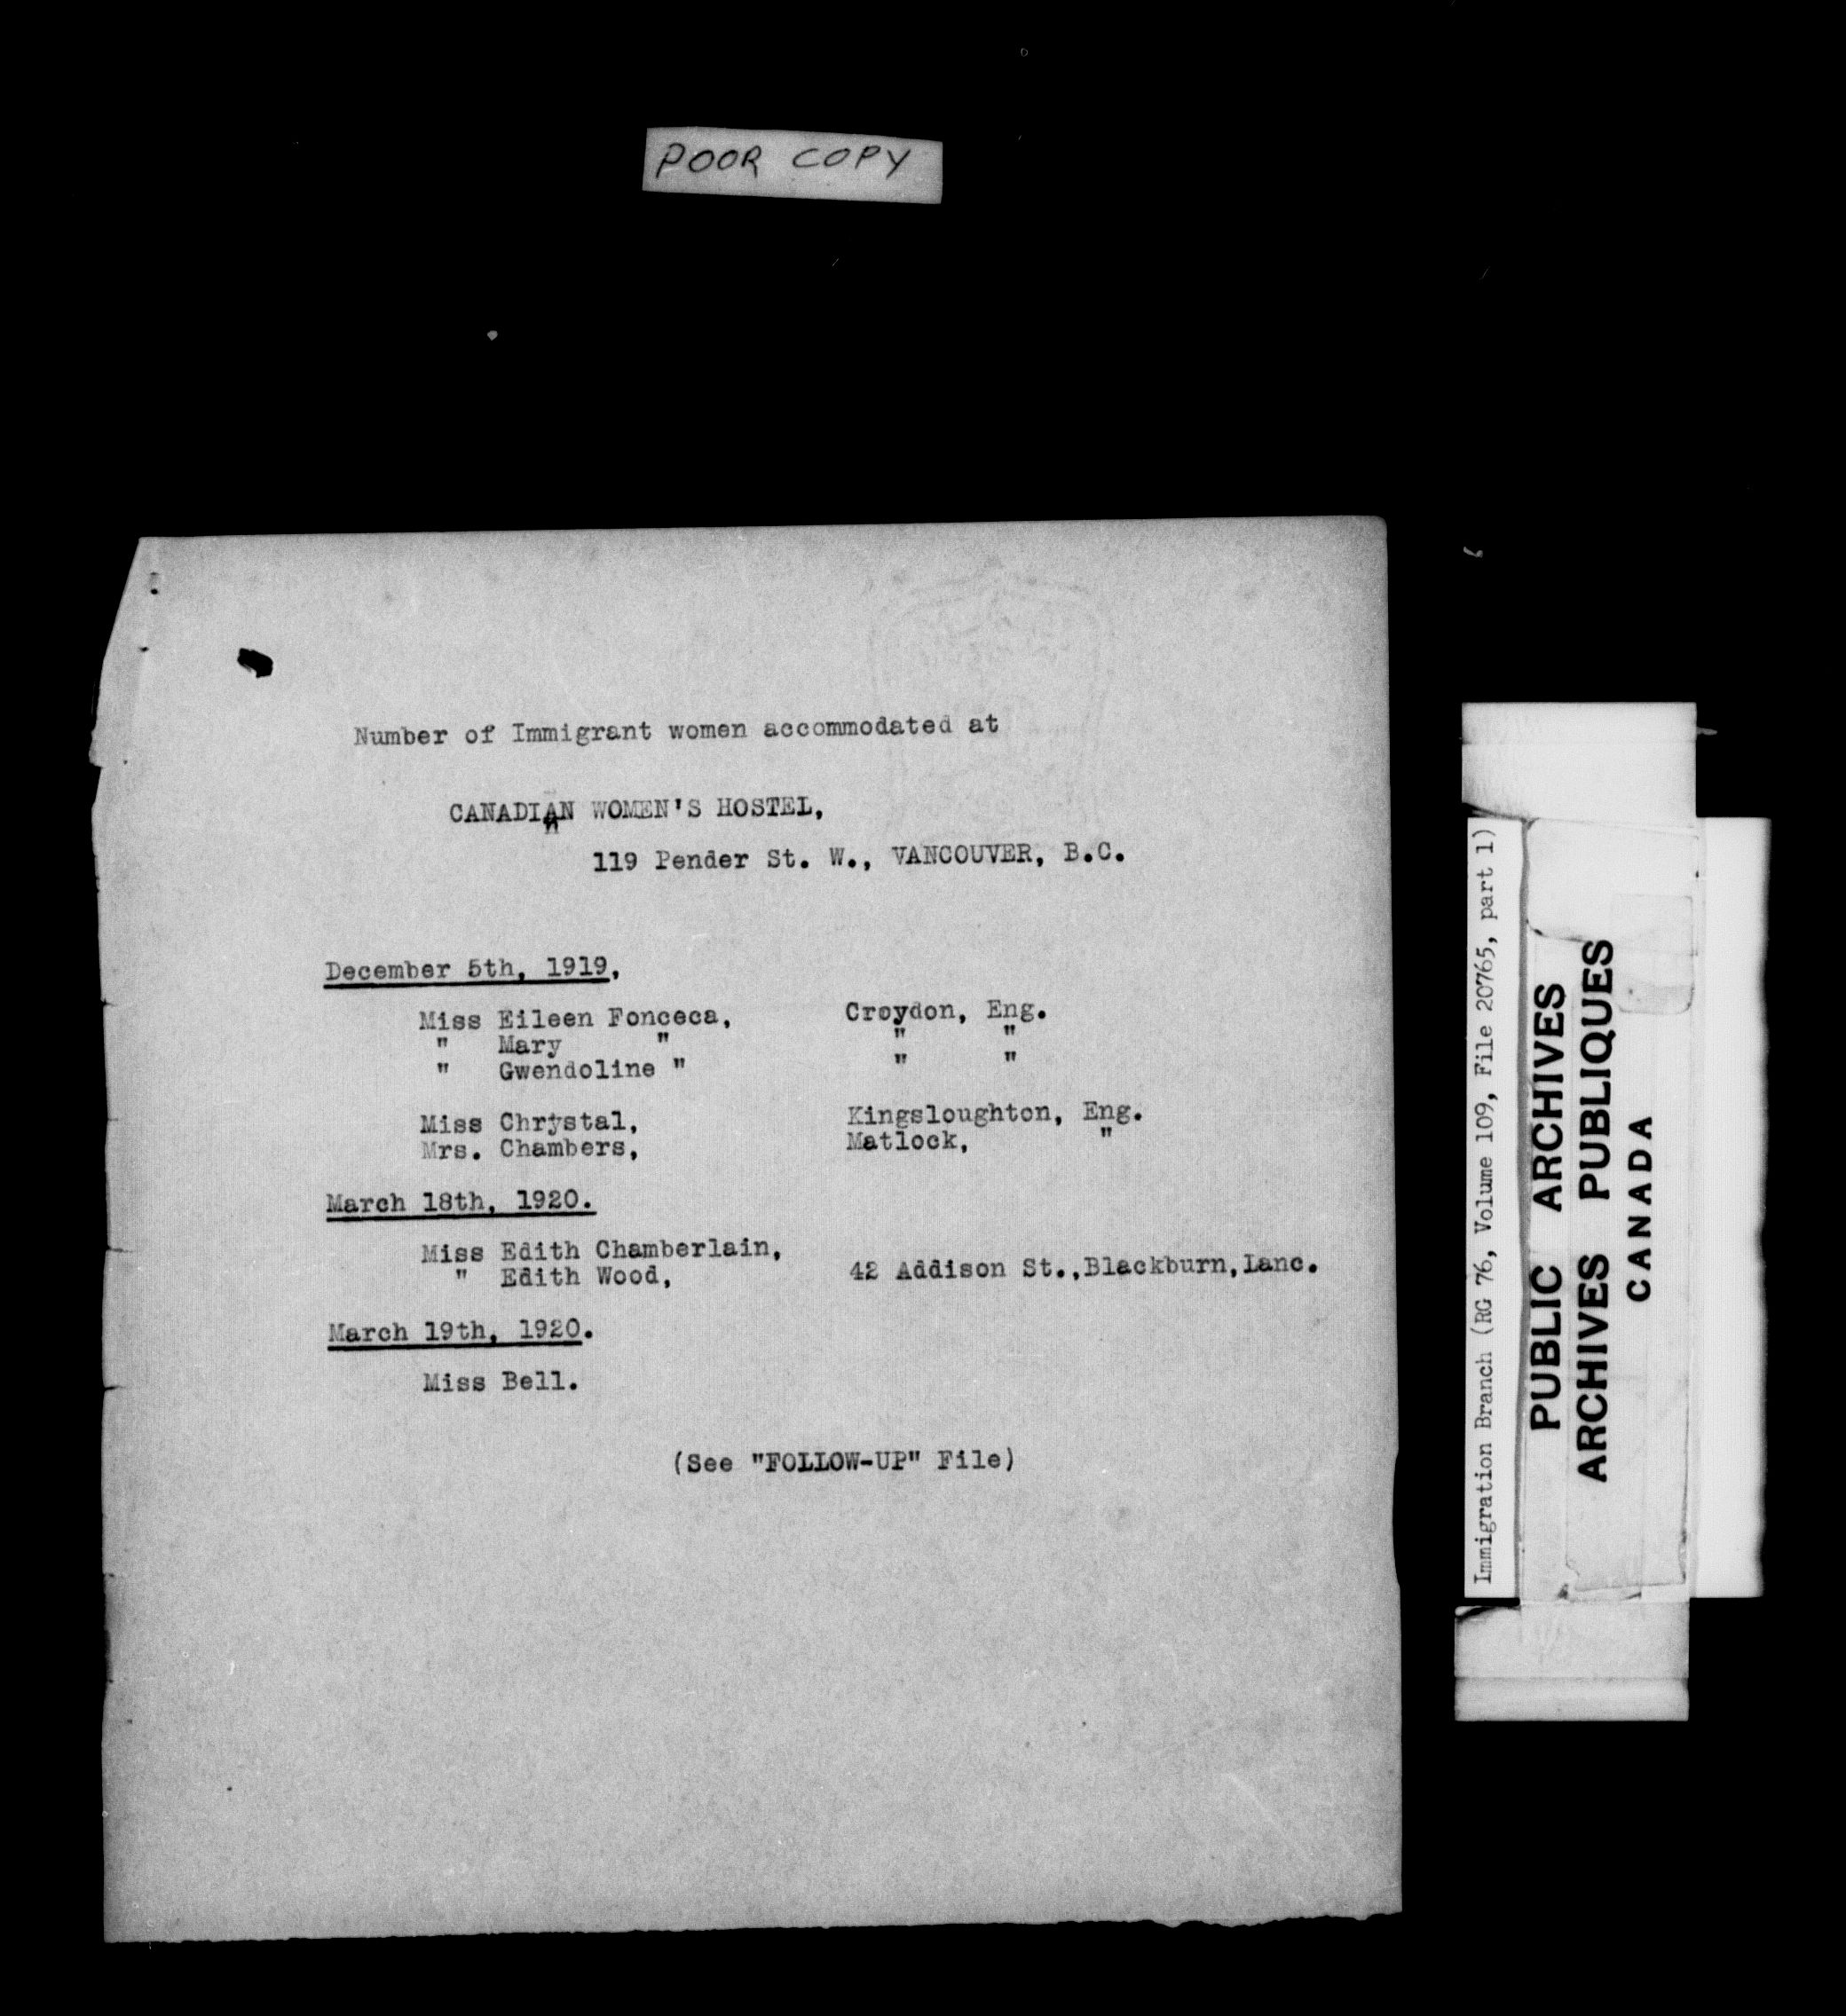 POOR COPY
Number of Immigrant women accommodated at
CANADIAN WOMEN'S HOSTEL,
119 Pender St. W., VANCOUVER, B.C.
December 5th, 1919,
Miss Eileen Fonceca, Croydon, Eng.
" Mary " " "
" Gwendoline " " "
Miss Chrystal, Kingsloughton, Eng.
Mrs. Chambers, Matlock, "
March 18th, 1920.
Miss Edith Chamberlain,
" Edith Wood, 42 Addison St.,Blackburn,Lanc.
March 19th, 1920.
Miss Bell.
(See "FOLLOW-UP" File)
Immigration Branch (RG 76, Volume 109, File 20765, part 1)
PUBLIC ARCHIVES
ARCHIVES PUBLIQUES
CANADA